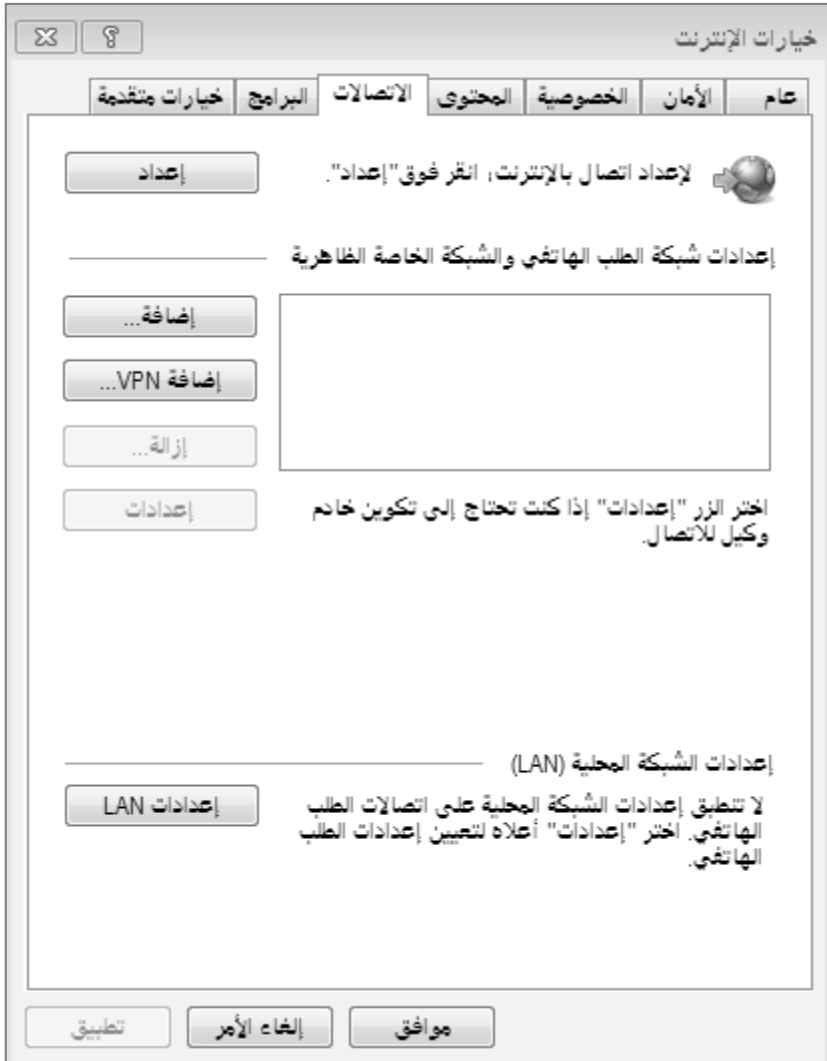 خيارات الإنترنت
عام
الأمان
الخصوصية
المحتوى
الاتصالات
البرامج
خيارات متقدمة
لإعداد اتصال بالإنترنت، انقر فوق"إعداد".
إعداد
إعدادات شبكة الطلب الهاتفي والشبكة الخاصة الظاهرية
إضافة...
إضافة VPN...
إزالة...
إعدادات
اختر الزر "إعدادات" إذا كنت تحتاج إلى تكوين خادم
وكيل للاتصال.
إعدادات الشبكة المحلية (LAN)
إعدادات LAN
لا تنطبق إعدادات الشبكة المحلية على اتصالات الطلب
الهاتفي. اختر "إعدادات" أعلاه لتعيين إعدادات الطلب
الهاتفي.
موافق
إلغاء الأمر
تطبيق